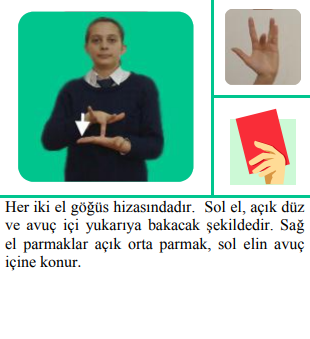 Her iki el göğüs hizasındadır. Sol el, açık düz
ve avuç içi yukarıya bakacak şekildedir. Sağ
el parmaklar açık orta parmak, sol elin avuç
içine konur.